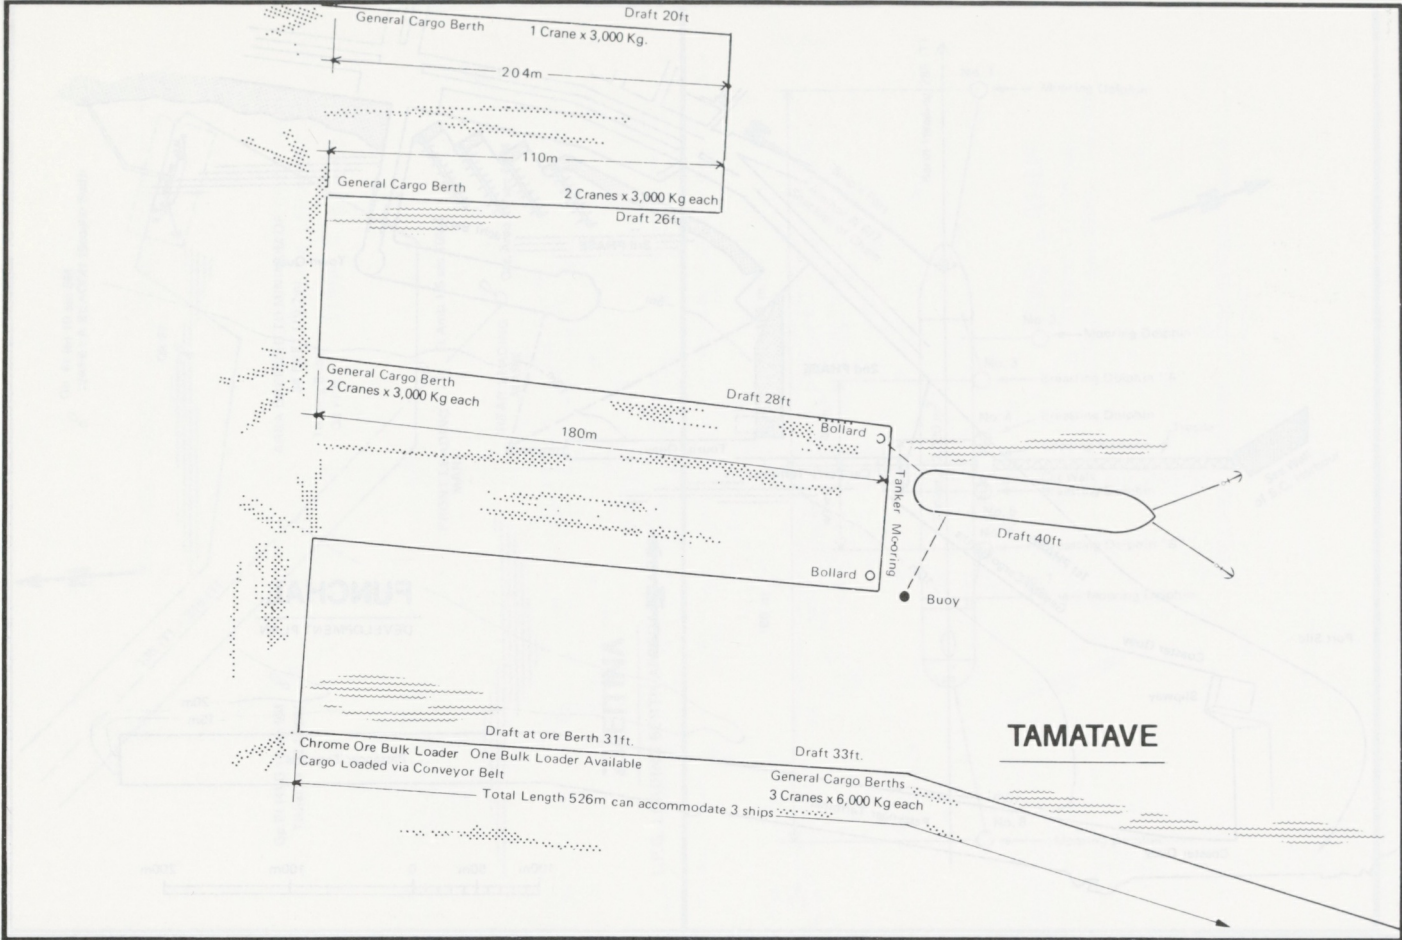 Draft 20ft
General Cargo Berth 1 Crane x 3,000 Kg.
204m
110m
General Cargo Berth 2 Cranes x 3,000 Kg each
Draft 26ft
General Cargo Berth
2 Cranes x 3,000 Kg each
Draft 28ft
Bollard
180m
Tanker Mooring
Draft 40ft
Bollard
Buoy
TAMATAVE
Draft at ore Berth 31ft.
Draft 33ft.
Chrome Ore Bulk Loader One Bulk Loader Available
Cargo Loaded via Conveyor Belt
General Cargo Berths
3 Cranes x 6,000 Kg each
Total Length 526m can accommodate 3 ships